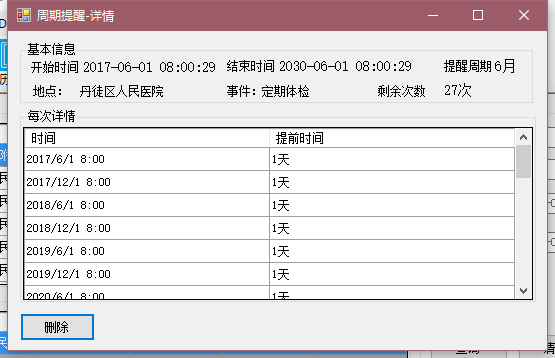 周期提醒-详情
基本信息
开始时间 2017-06-01 08:00:29 结束时间 2030-06-01 08:00:29 提醒周期 6月
地点: 丹徒区人民医院 事件: 定期体检 剩余次数 27次
每次详情
时间 提前时间
2017/6/1 8:00 1天
2017/12/1 8:00 1天
2018/6/1 8:00 1天
2018/12/1 8:00 1天
2019/6/1 8:00 1天
2019/12/1 8:00 1天
2020/6/1 8:00 1天
删除